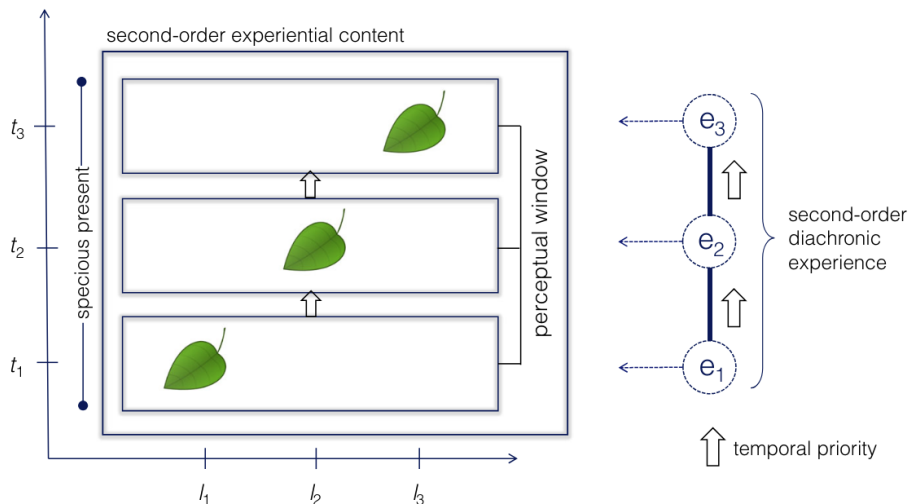 second-order experiential content
t3
t2
t1
specious present
perceptual window
l1
l2
l3
e3
e2
e1
second-order
diachronic
experience
temporal priority